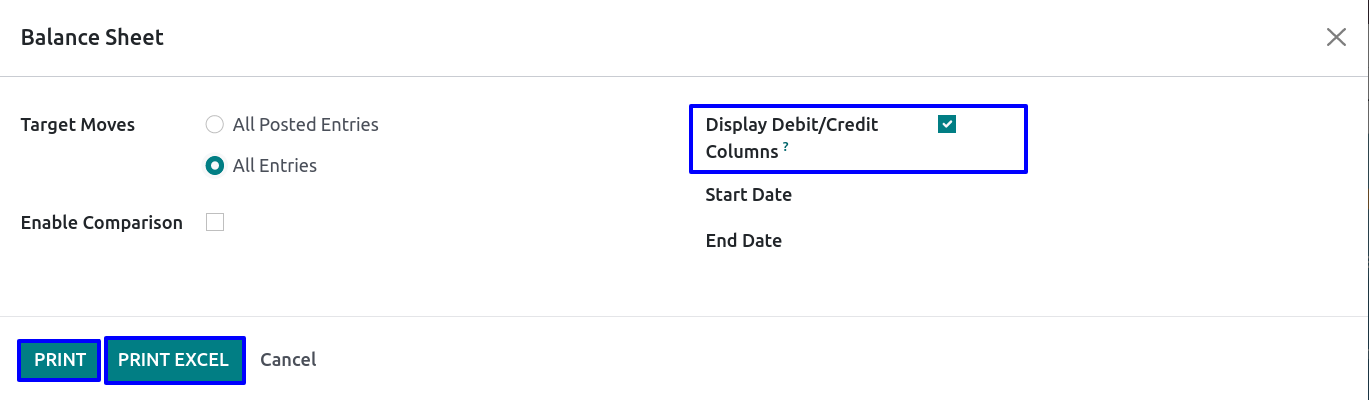 Balance Sheet
Target Moves
All Posted Entries
All Entries
Enable Comparison
Display Debit/Credit
Columns ?
Start Date
End Date
PRINT
PRINT EXCEL
Cancel